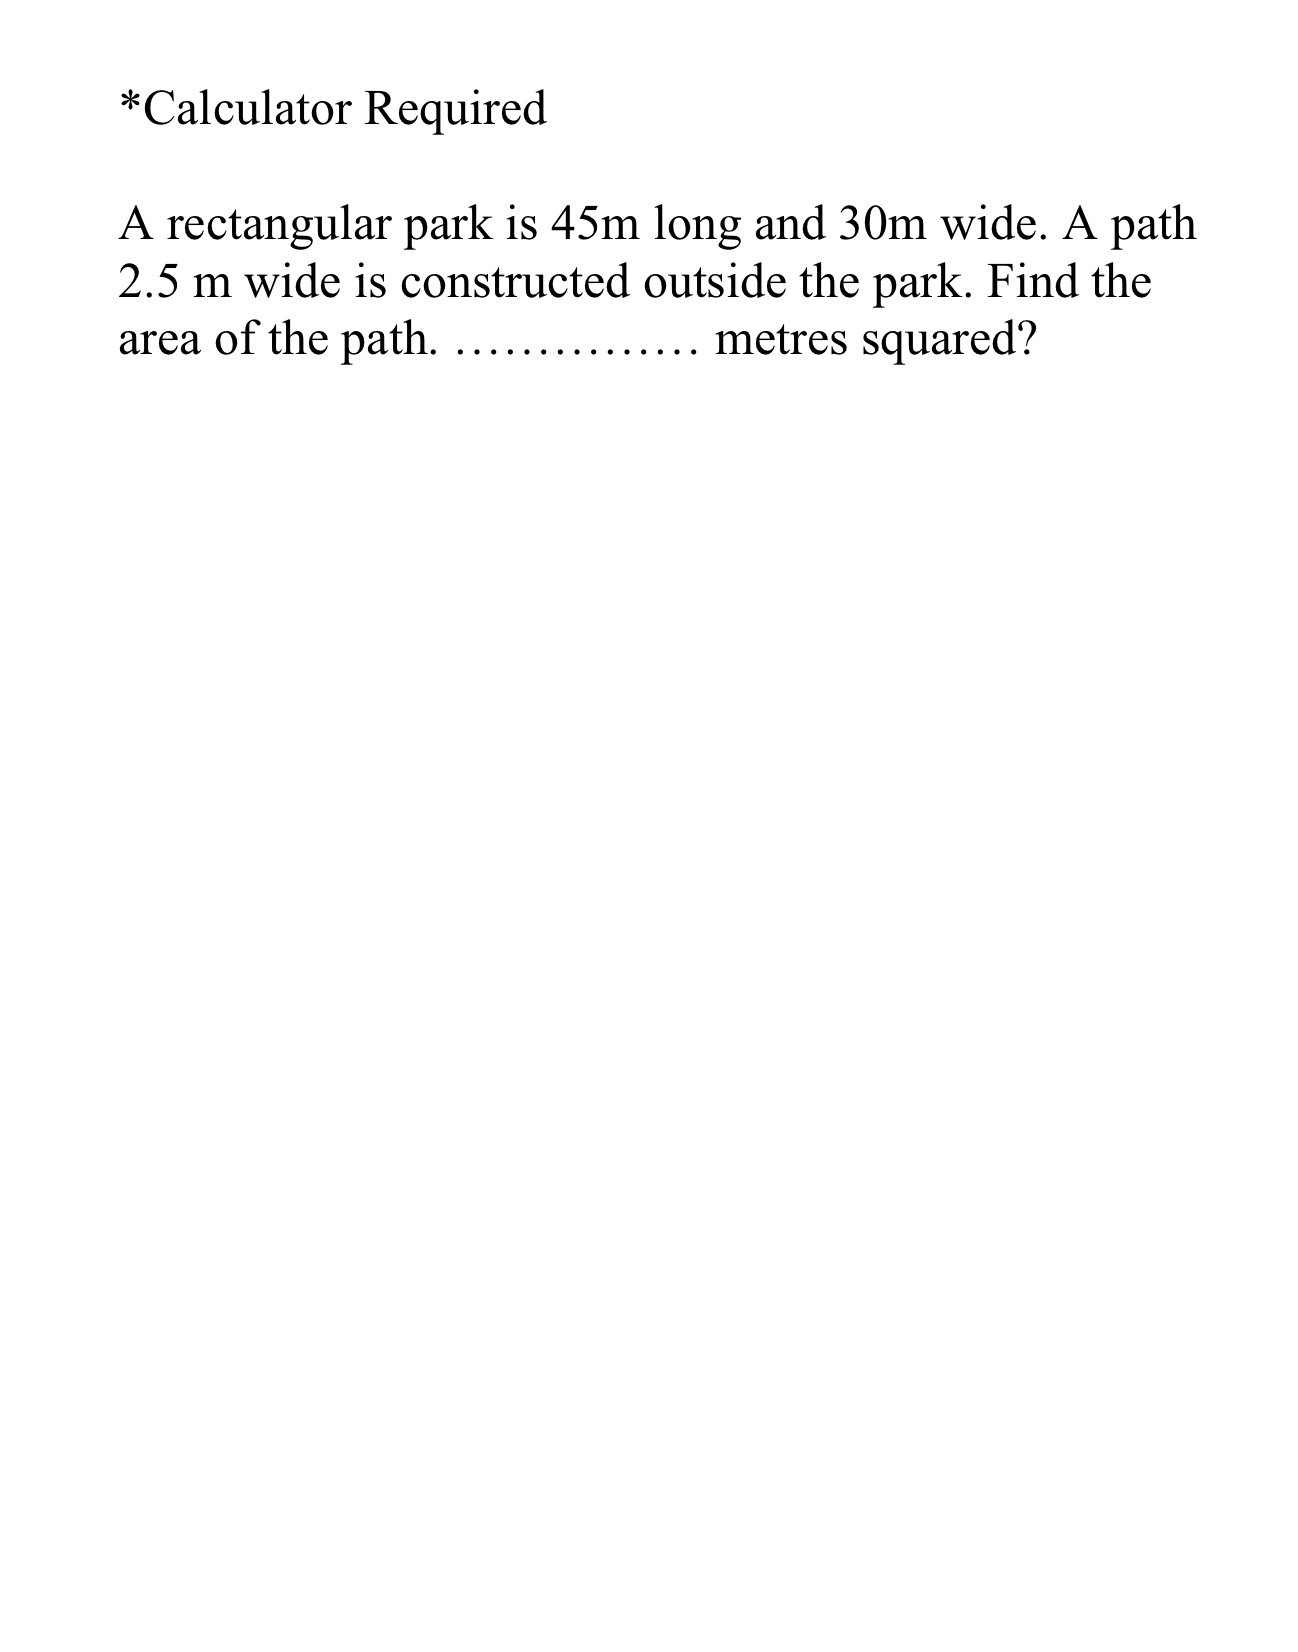 *Calculator Required
A rectangular park is 45m long and 30m wide. A path
2.5 m wide is constructed outside the park. Find the
area of the path. …………… metres squared?